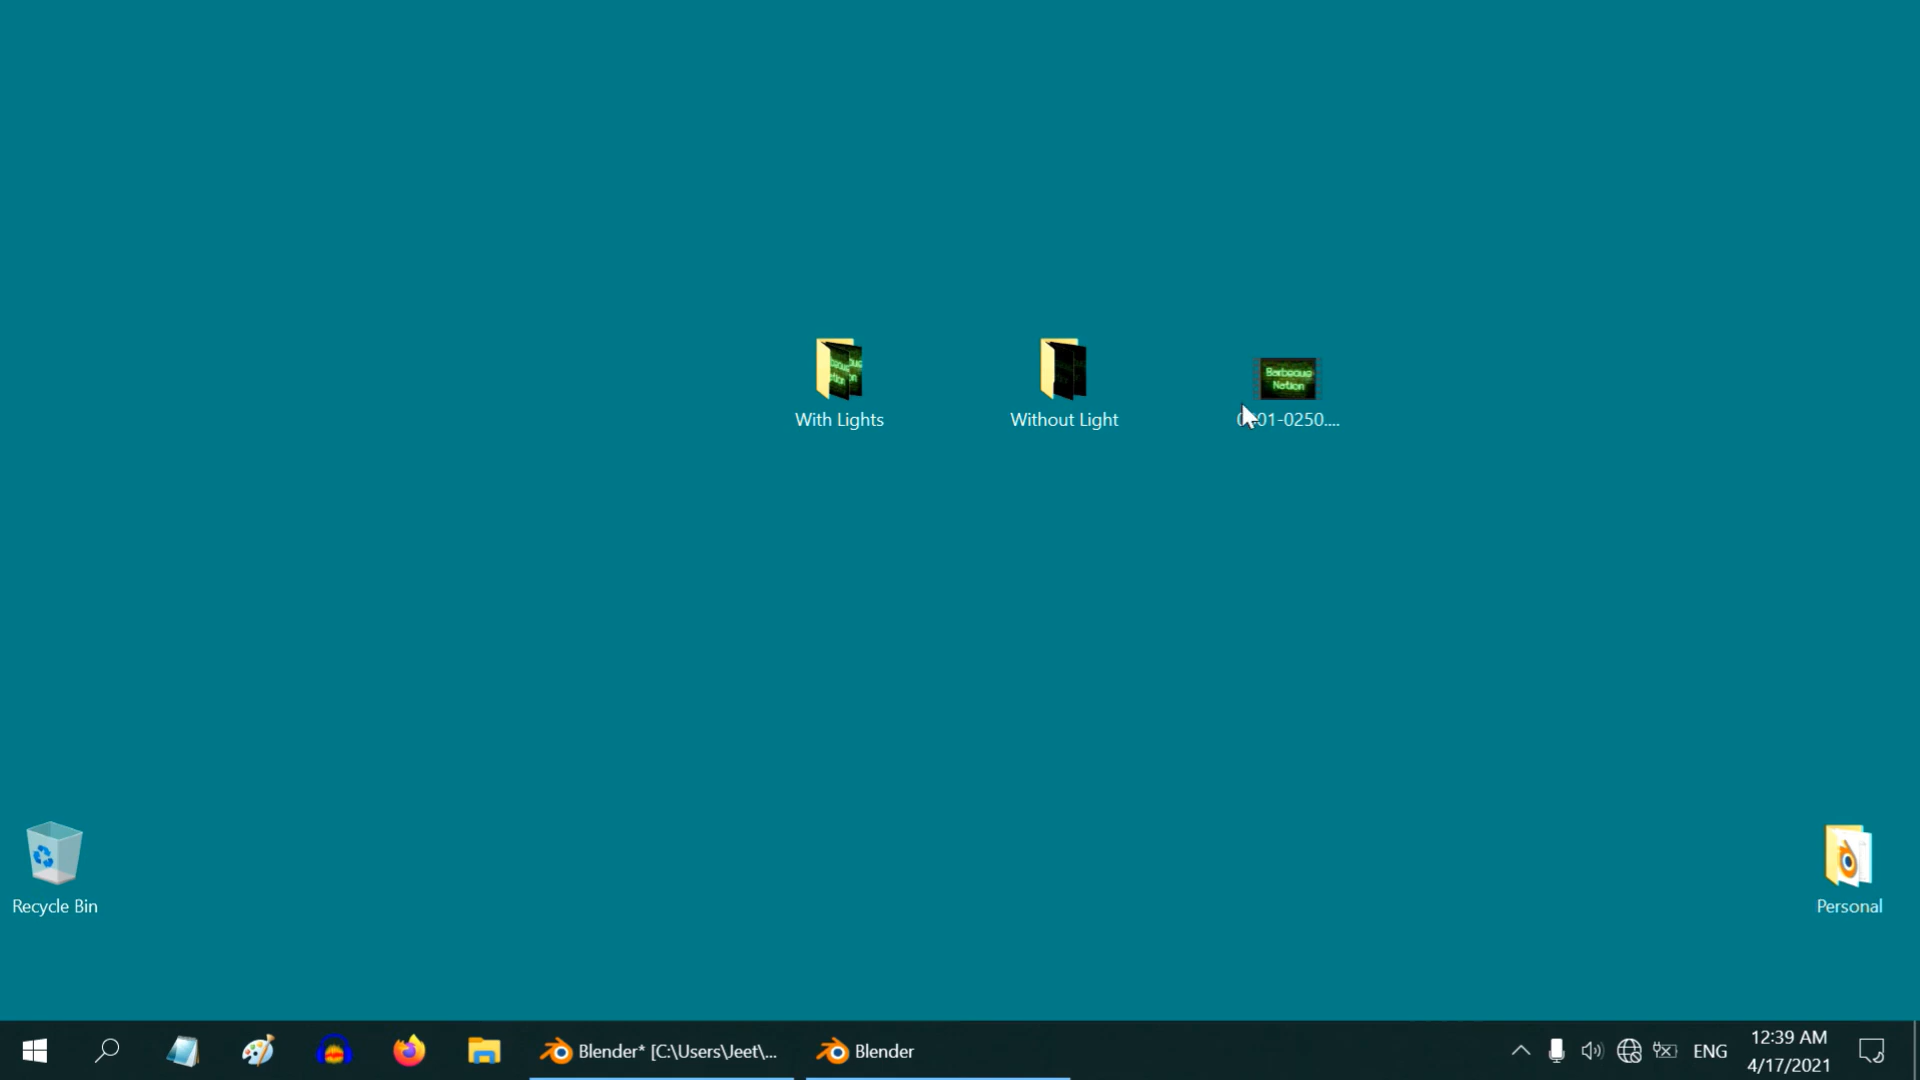 Barbeque
Nation
With Lights
Without Light
01-0250....
Recycle Bin
Personal
Blender* [C:\Users\Jeet\...
Blender
ENG
12:39 AM
4/17/2021